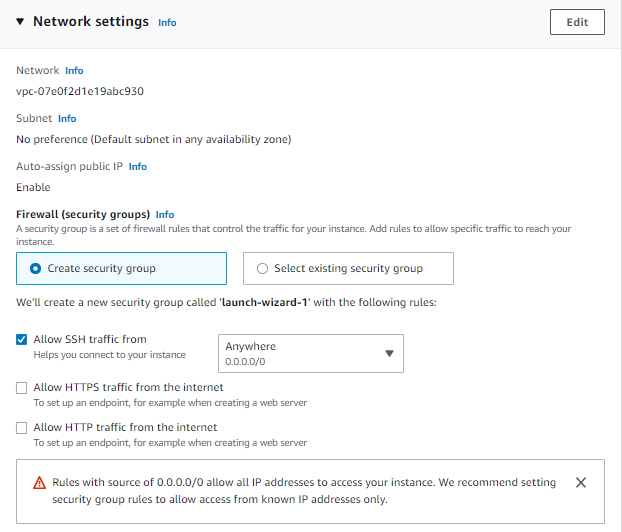 Network settings Info
Edit
Network Info
vpc-07e0f2d1e19abc930
Subnet Info
No preference (Default subnet in any availability zone)
Auto-assign public IP Info
Enable
Firewall (security groups) Info
A security group is a set of firewall rules that control the traffic for your instance. Add rules to allow specific traffic to reach your
instance.
Create security group
Select existing security group
We'll create a new security group called 'launch-wizard-1' with the following rules:
Allow SSH traffic from
Helps you connect to your instance
Anywhere
0.0.0.0/0
Allow HTTPS traffic from the internet
To set up an endpoint, for example when creating a web server
Allow HTTP traffic from the internet
To set up an endpoint, for example when creating a web server
Rules with source of 0.0.0.0/0 allow all IP addresses to access your instance. We recommend setting
security group rules to allow access from known IP addresses only.